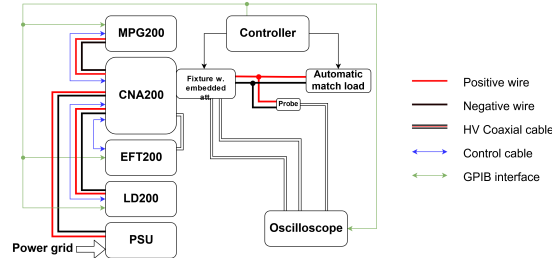 MPG200
Controller
CNA200
Fixture w.
embedded
att.
Automatic
match load
Probe
EFT200
LD200
PSU
Power grid
Oscilloscope
Positive wire
Negative wire
HV Coaxial cable
Control cable
GPIB interface